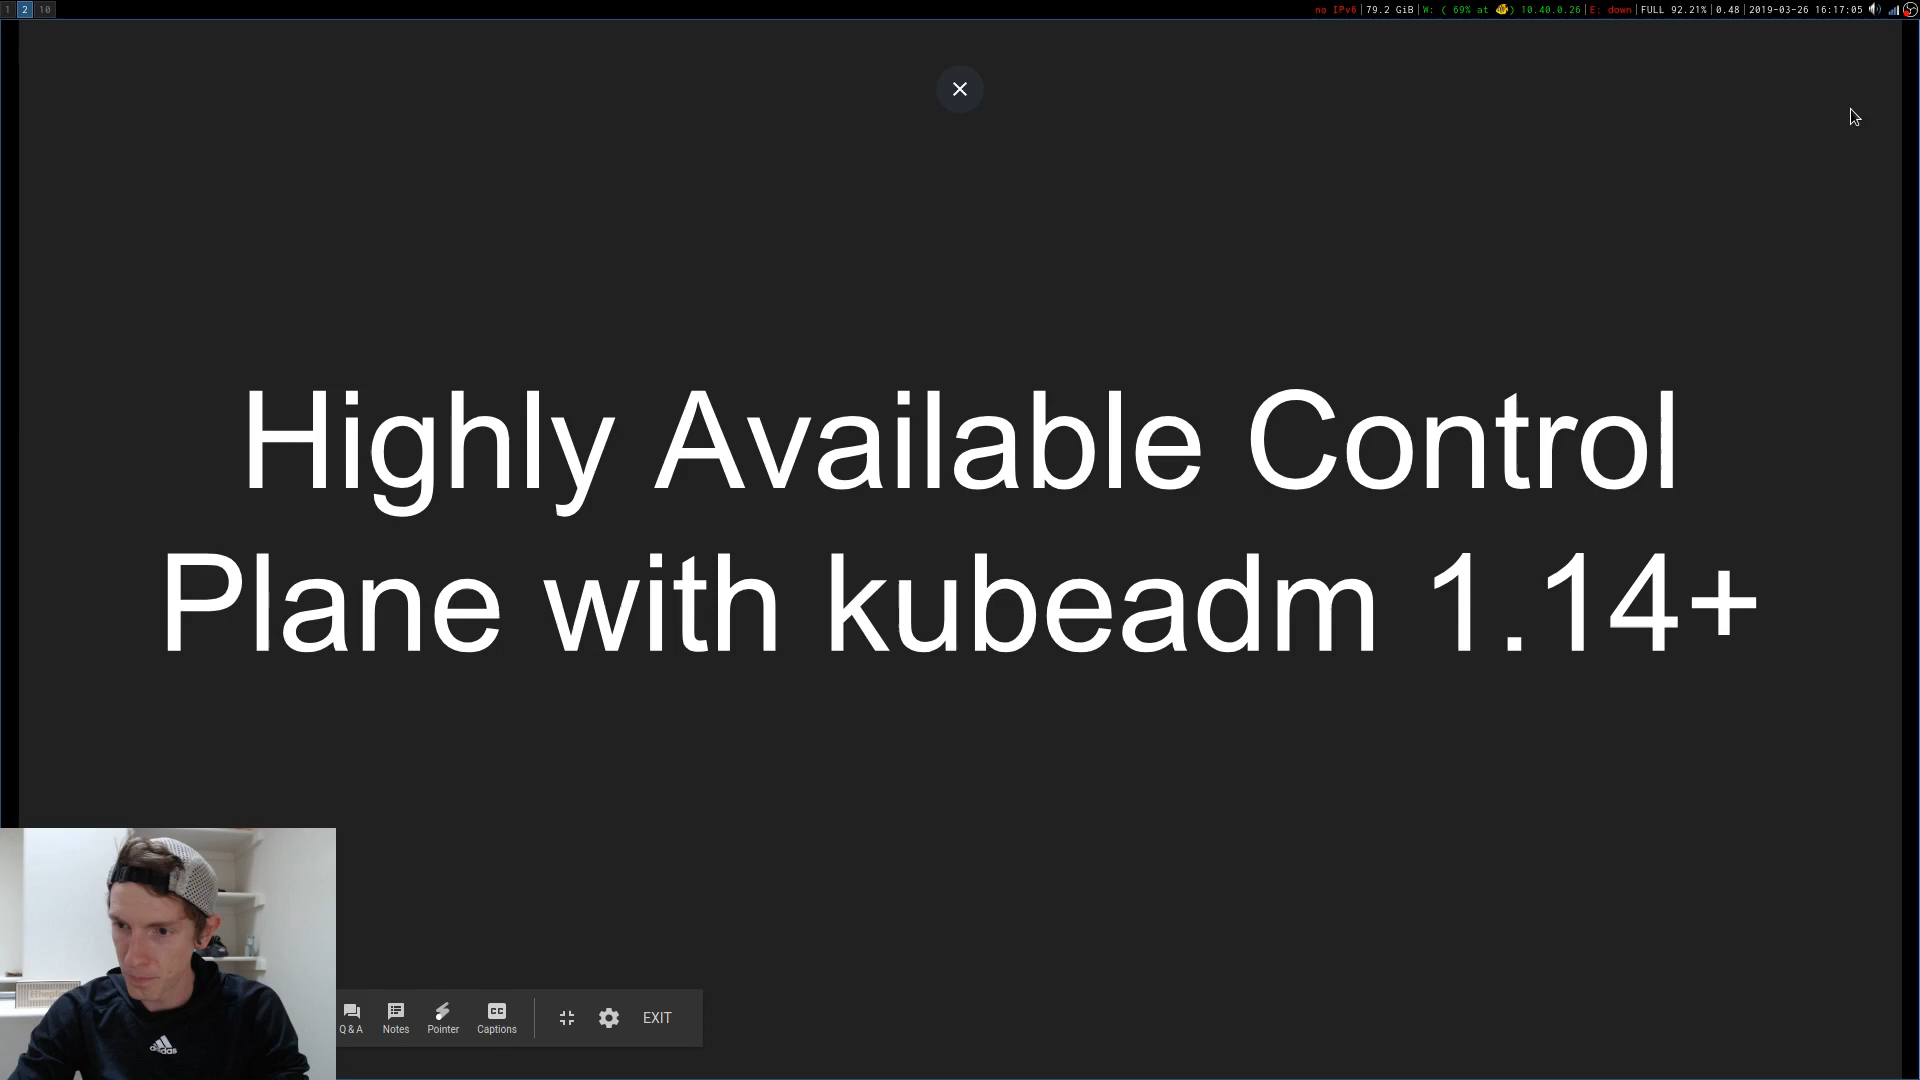 1 2 10
no IPv6|79.2 GiB|W: ( 69% at ) 10.40.0.26|E: down|FULL 92.21%|0.48|2019-03-26 16:17:05
Highly Available Control
Plane with kubeadm 1.14+
Q & A Notes Pointer Captions EXIT
CC
adidas